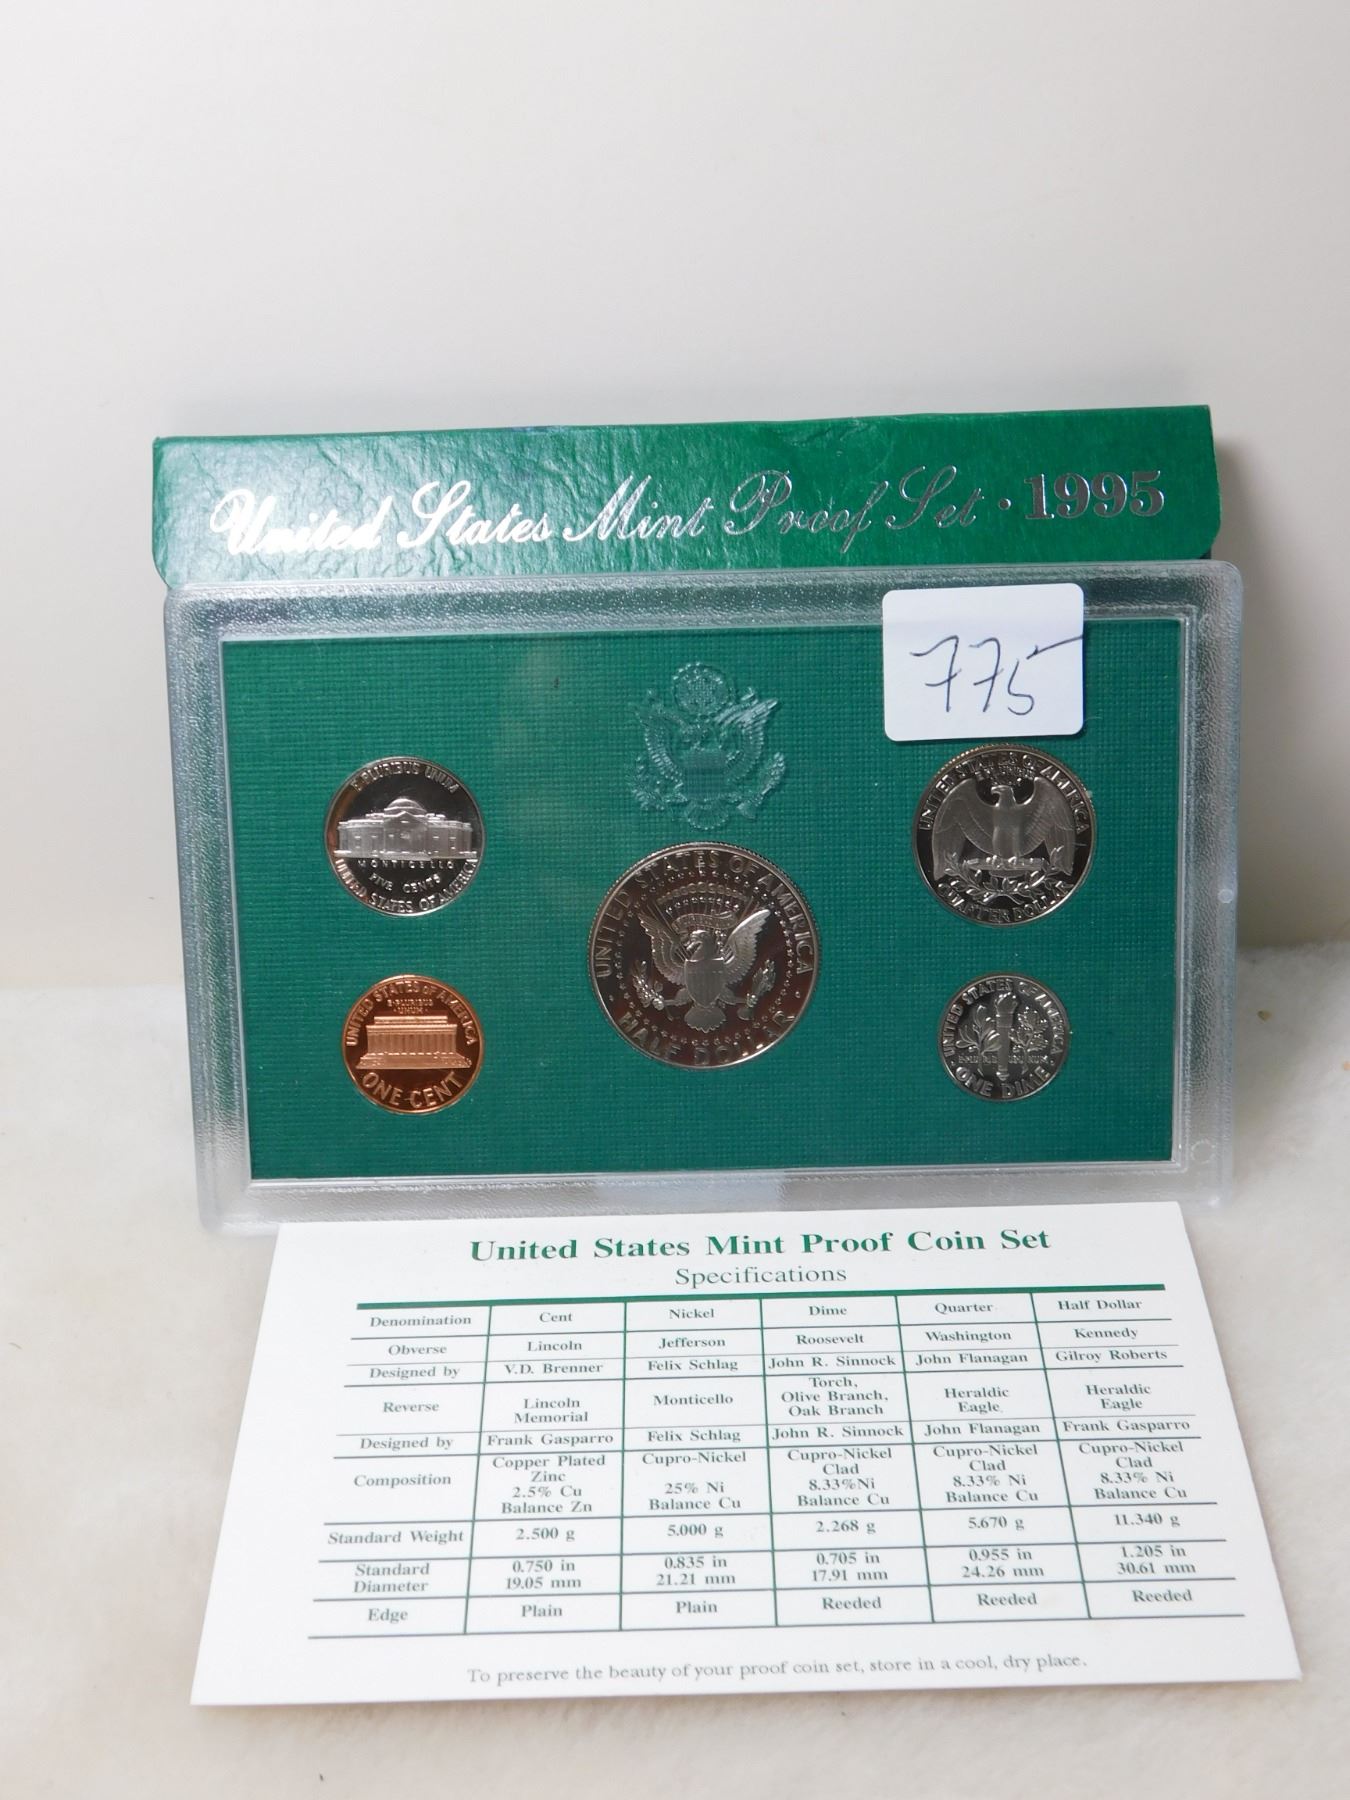 United States Mint Proof Set · 1995
775
E PLURIBUS UNUM
MONTICELLO
FIVE CENTS
UNITED STATES OF AMERICA
UNITED STATES OF AMERICA
E PLURIBUS
UNUM
QUARTER DOLLAR
UNITED STATES OF AMERICA
HALF DOLLAR
UNITED STATES OF AMERICA
E·PLURIBUS
·UNUM·
ONE CENT
UNITED STATES OF AMERICA
E PLURIBUS UNUM
ONE DIME
United States Mint Proof Coin Set
Specifications
Denomination Cent Nickel Dime Quarter Half Dollar
Obverse Lincoln Jefferson Roosevelt Washington Kennedy
Designed by V.D. Brenner Felix Schlag John R. Sinnock John Flanagan Gilroy Roberts
Reverse Lincoln Memorial Monticello Torch, Olive Branch, Oak Branch Heraldic Eagle Heraldic Eagle
Designed by Frank Gasparro Felix Schlag John R. Sinnock John Flanagan Frank Gasparro
Composition Copper Plated Zinc 2.5% Cu Balance Zn Cupro-Nickel 25% Ni Balance Cu Cupro-Nickel Clad 8.33%Ni Balance Cu Cupro-Nickel Clad 8.33% Ni Balance Cu Cupro-Nickel Clad 8.33% Ni Balance Cu
Standard Weight 2.500 g 5.000 g 2.268 g 5.670 g 11.340 g
Standard Diameter 0.750 in 19.05 mm 0.835 in 21.21 mm 0.705 in 17.91 mm 0.955 in 24.26 mm 1.205 in 30.61 mm
Edge Plain Plain Reeded Reeded Reeded
To preserve the beauty of your proof coin set, store in a cool, dry place.